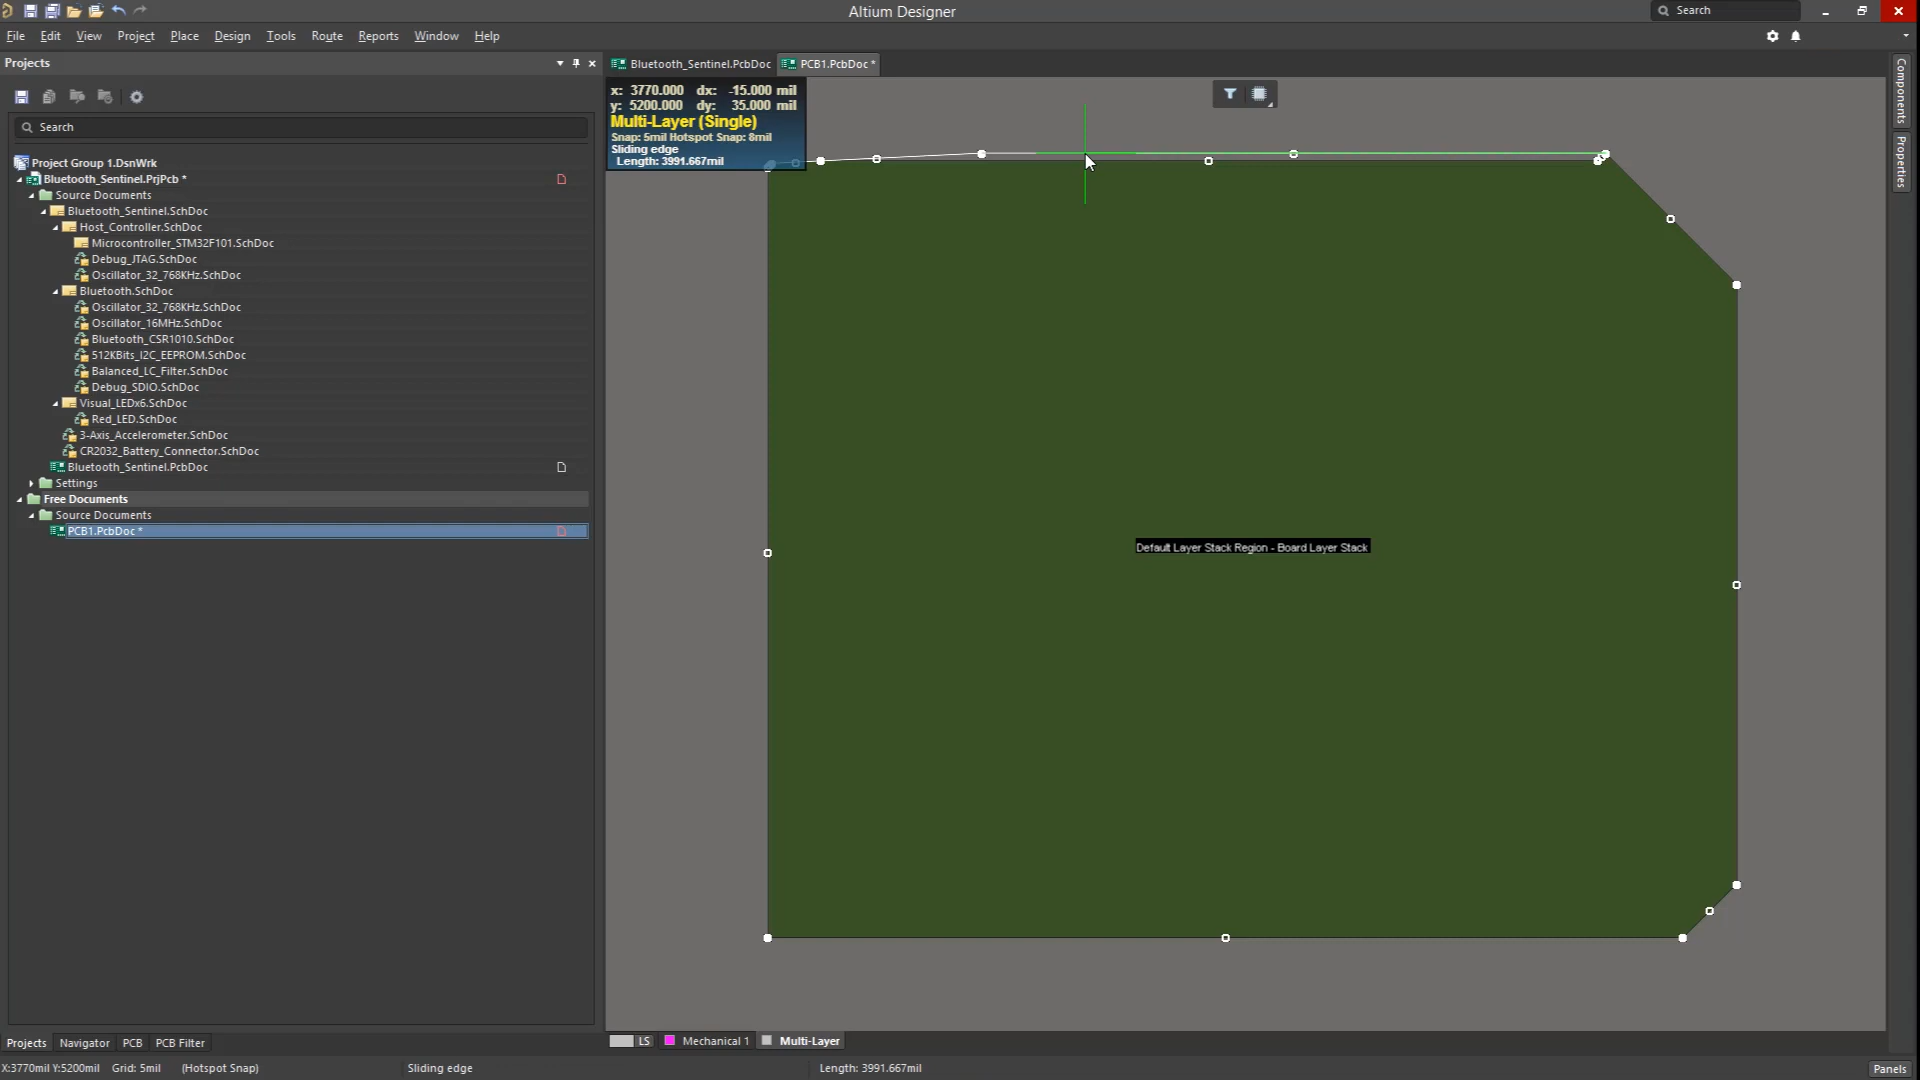 Altium Designer
Search
File Edit View Project Place Design Tools Route Reports Window Help
Projects
Bluetooth_Sentinel.PcbDoc
PCB1.PcbDoc *
Search
Project Group 1.DsnWrk
Bluetooth_Sentinel.PrjPcb *
Source Documents
Bluetooth_Sentinel.SchDoc
Host_Controller.SchDoc
Microcontroller_STM32F101.SchDoc
Debug_JTAG.SchDoc
Oscillator_32_768KHz.SchDoc
Bluetooth.SchDoc
Oscillator_32_768KHz.SchDoc
Oscillator_16MHz.SchDoc
Bluetooth_CSR1010.SchDoc
512KBits_I2C_EEPROM.SchDoc
Balanced_LC_Filter.SchDoc
Debug_SDIO.SchDoc
Visual_LEDx6.SchDoc
Red_LED.SchDoc
3-Axis_Accelerometer.SchDoc
CR2032_Battery_Connector.SchDoc
Bluetooth_Sentinel.PcbDoc
Settings
Free Documents
Source Documents
PCB1.PcbDoc *
x: 3770.000 dx: -15.000 mil
y: 5200.000 dy: 35.000 mil
Multi-Layer (Single)
Snap: 5mil Hotspot Snap: 8mil
Sliding edge
Length: 3991.667mil
Default Layer Stack Region - Board Layer Stack
Components
Properties
Projects Navigator PCB PCB Filter
LS Mechanical 1 Multi-Layer
X:3770mil Y:5200mil Grid: 5mil (Hotspot Snap) Sliding edge Length: 3991.667mil Panels